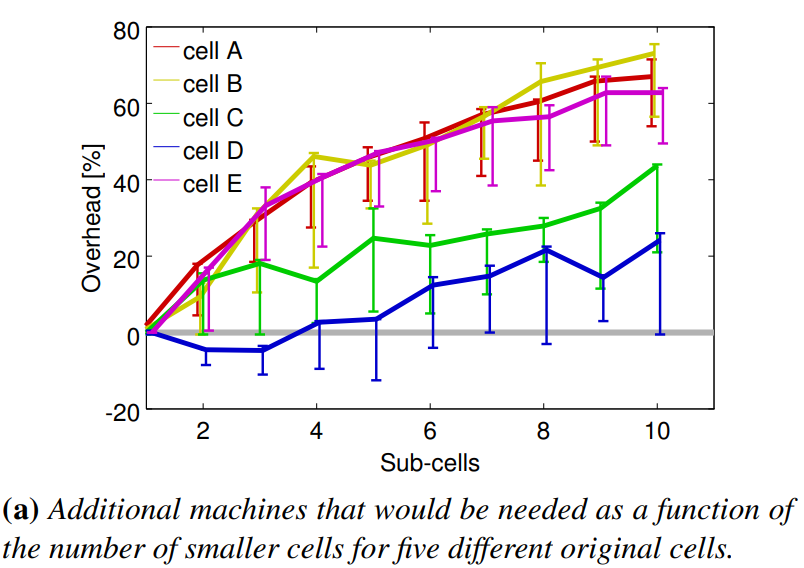 80
60
40
20
0
-20
Overhead [%]
cell A
cell B
cell C
cell D
cell E
2 4 6 8 10
Sub-cells
(a) Additional machines that would be needed as a function of
the number of smaller cells for five different original cells.